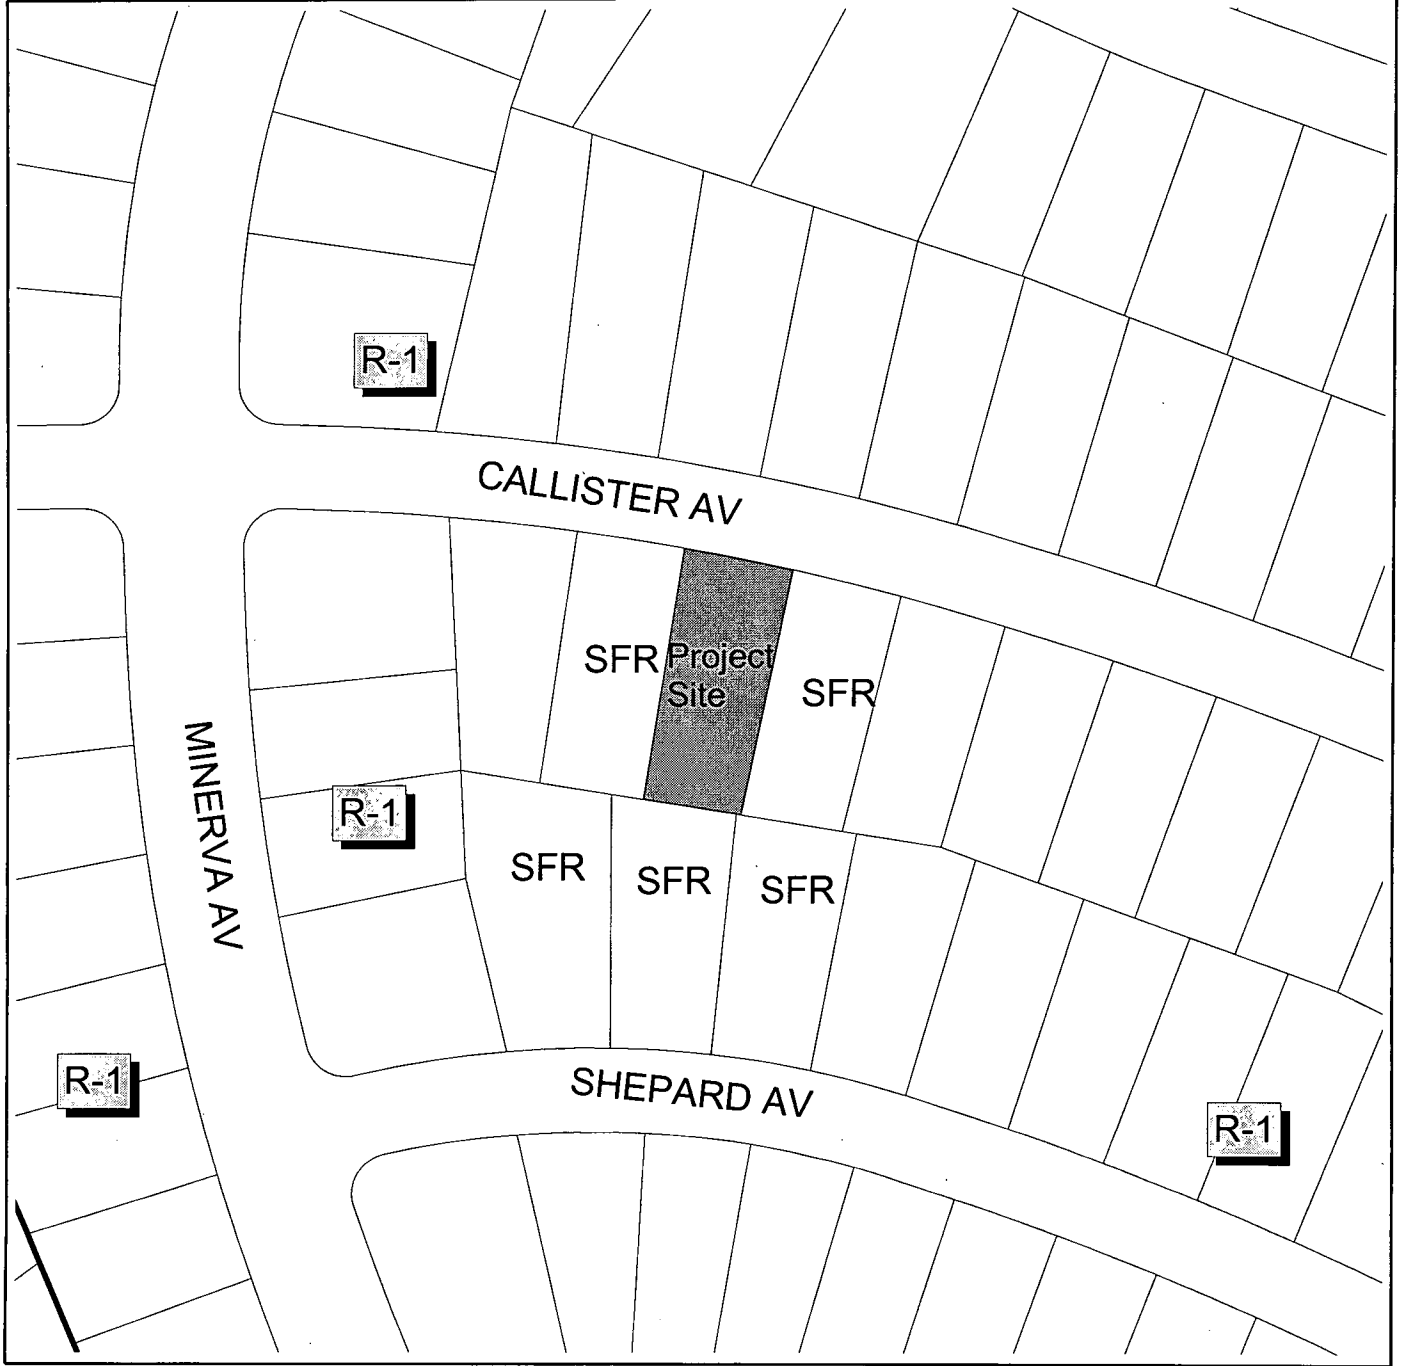 R-1
CALLISTER AV
SFR
Project
Site
SFR
MINERVA AV
R-1
SFR
SFR
SFR
R-1
SHEPARD AV
R-1